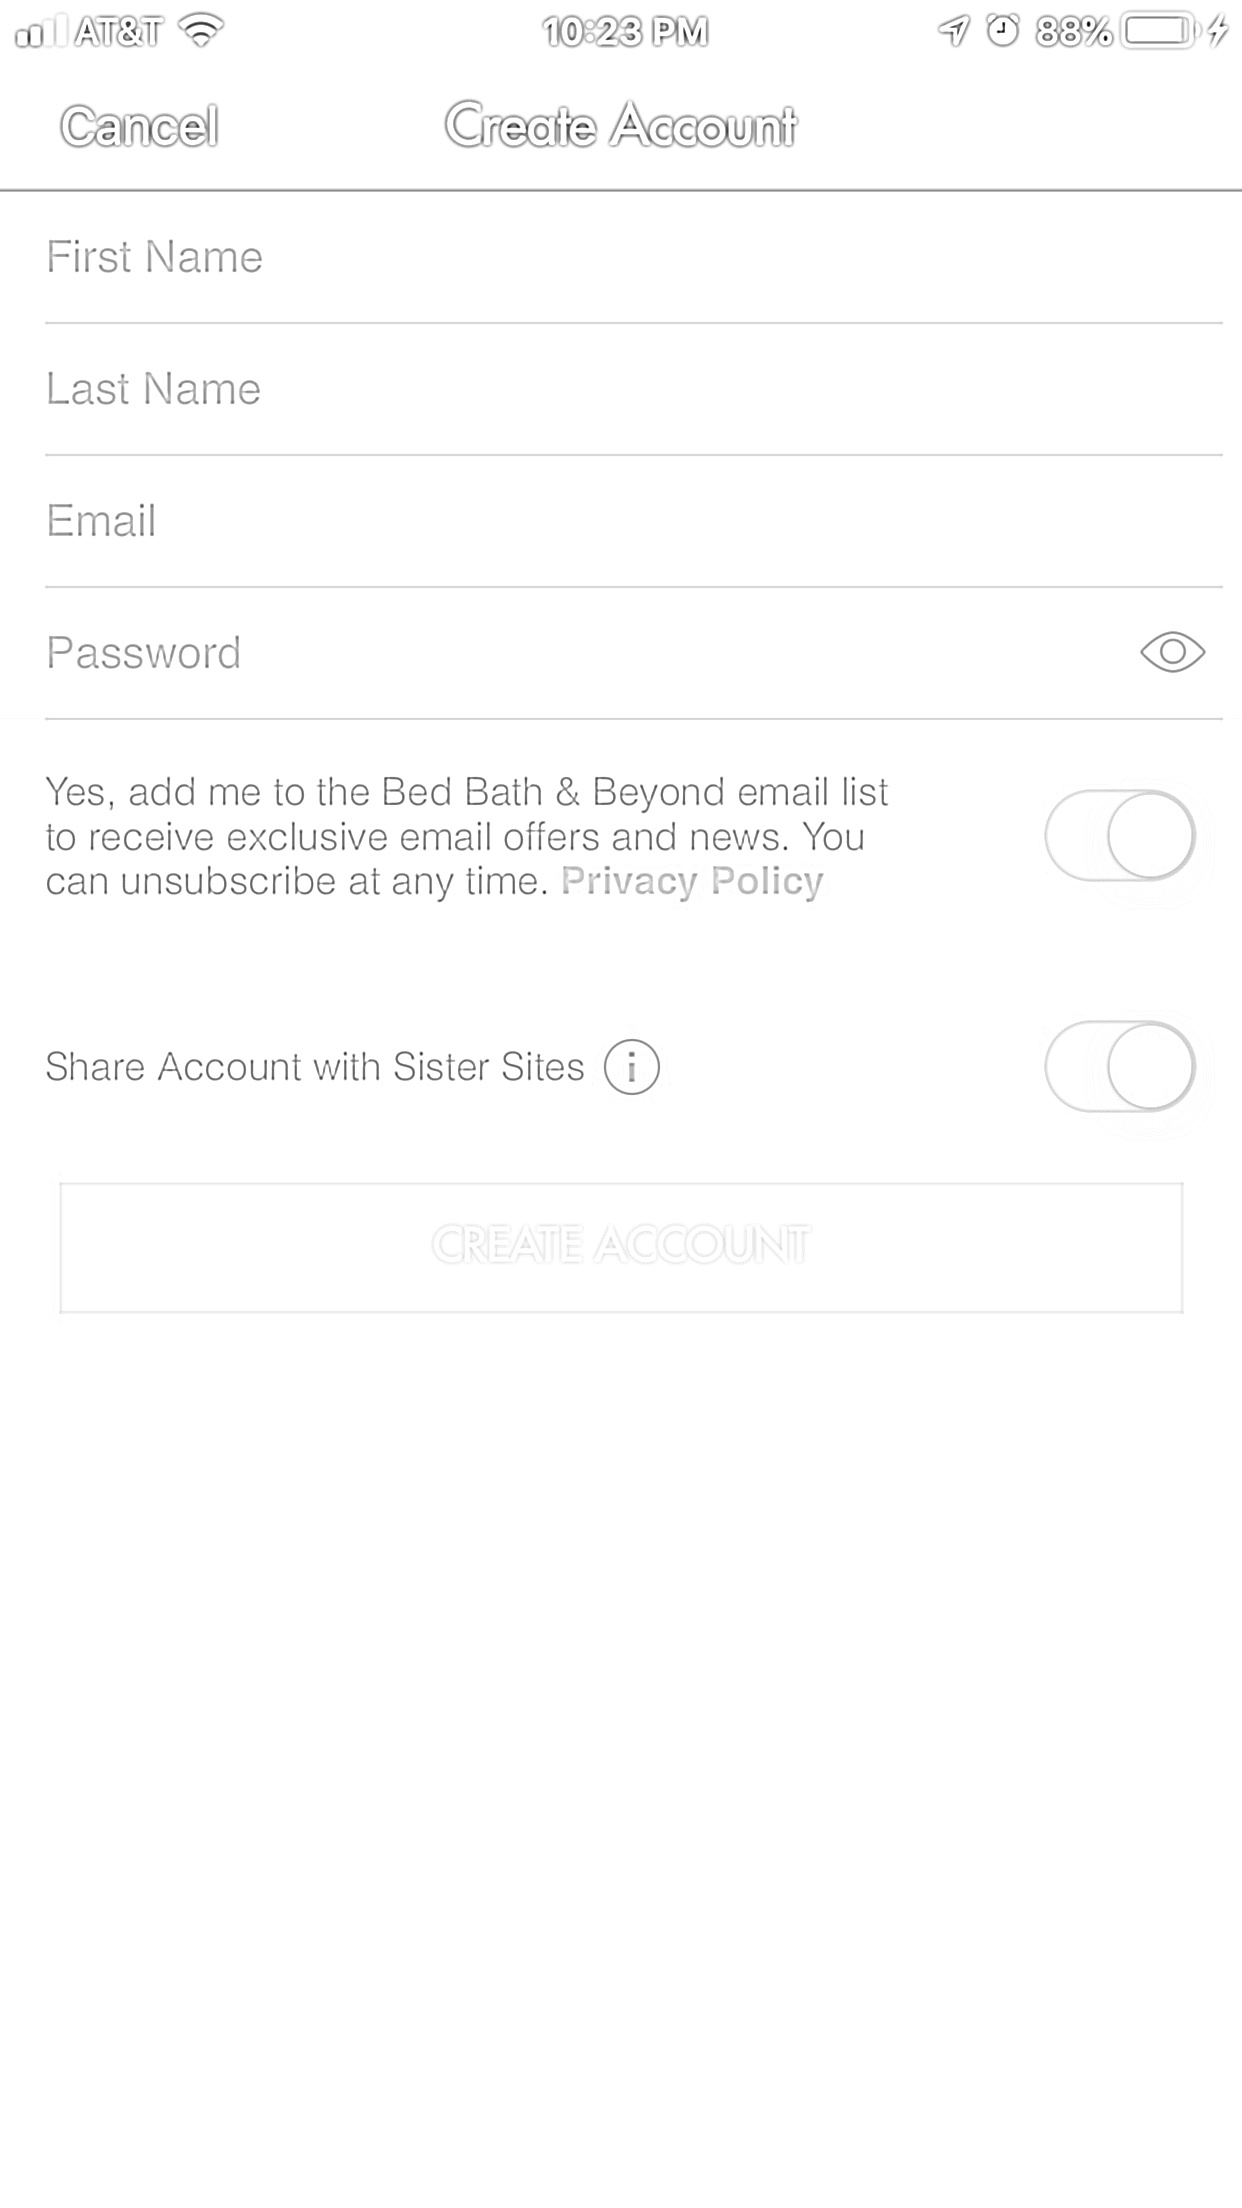 AT&T 10:23 PM 88%
Cancel Create Account
First Name
Last Name
Email
Password
Yes, add me to the Bed Bath & Beyond email list
to receive exclusive email offers and news. You
can unsubscribe at any time. Privacy Policy
Share Account with Sister Sites i
CREATE ACCOUNT